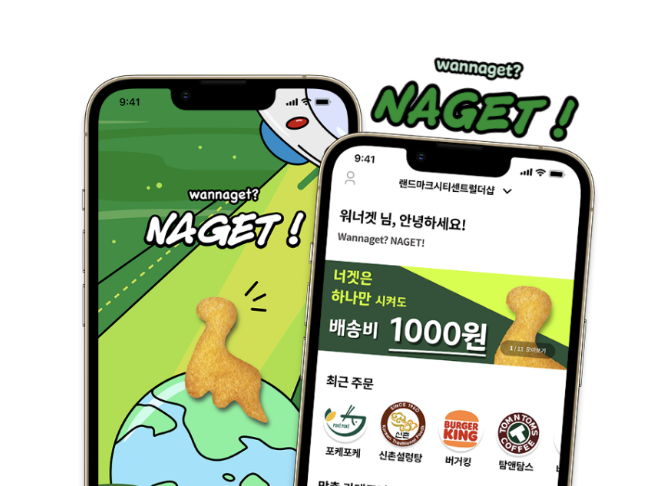 wannaget?
NAGET !
9:41
wannaget?
NAGET !
9:41
랜드마크시티센트럴더샵
워너겟 님, 안녕하세요!
Wannaget? NAGET!
너겟은
하나만 시켜도
배송비 1000원
1 / 11 모아보기
최근 주문
SINCE 1980
신촌
BURGER
KING
TOM N TOMS
COFFEE
포케포케
신촌설렁탕
버거킹
탐앤탐스